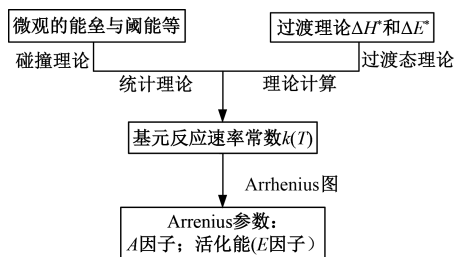 微观的能垒与阈能等
过渡理论ΔH*和ΔE*
碰撞理论
过渡态理论
统计理论
理论计算
基元反应速率常数k(T)
Arrhenius图
Arrenius参数：
A因子；活化能(E因子）